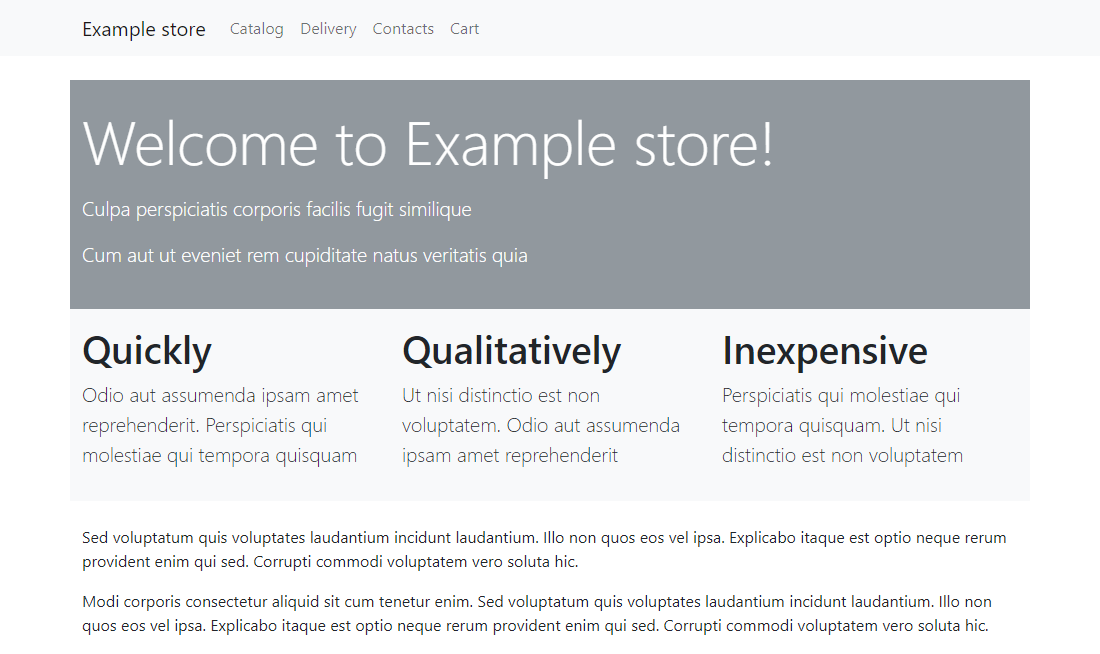 Example store Catalog Delivery Contacts Cart
Welcome to Example store!
Culpa perspiciatis corporis facilis fugit similique
Cum aut ut eveniet rem cupiditate natus veritatis quia
Quickly
Odio aut assumenda ipsam amet
reprehenderit. Perspiciatis qui
molestiae qui tempora quisquam
Qualitatively
Ut nisi distinctio est non
voluptatem. Odio aut assumenda
ipsam amet reprehenderit
Inexpensive
Perspiciatis qui molestiae qui
tempora quisquam. Ut nisi
distinctio est non voluptatem
Sed voluptatum quis voluptates laudantium incidunt laudantium. Illo non quos eos vel ipsa. Explicabo itaque est optio neque rerum
provident enim qui sed. Corrupti commodi voluptatem vero soluta hic.
Modi corporis consectetur aliquid sit cum tenetur enim. Sed voluptatum quis voluptates laudantium incidunt laudantium. Illo non
quos eos vel ipsa. Explicabo itaque est optio neque rerum provident enim qui sed. Corrupti commodi voluptatem vero soluta hic.